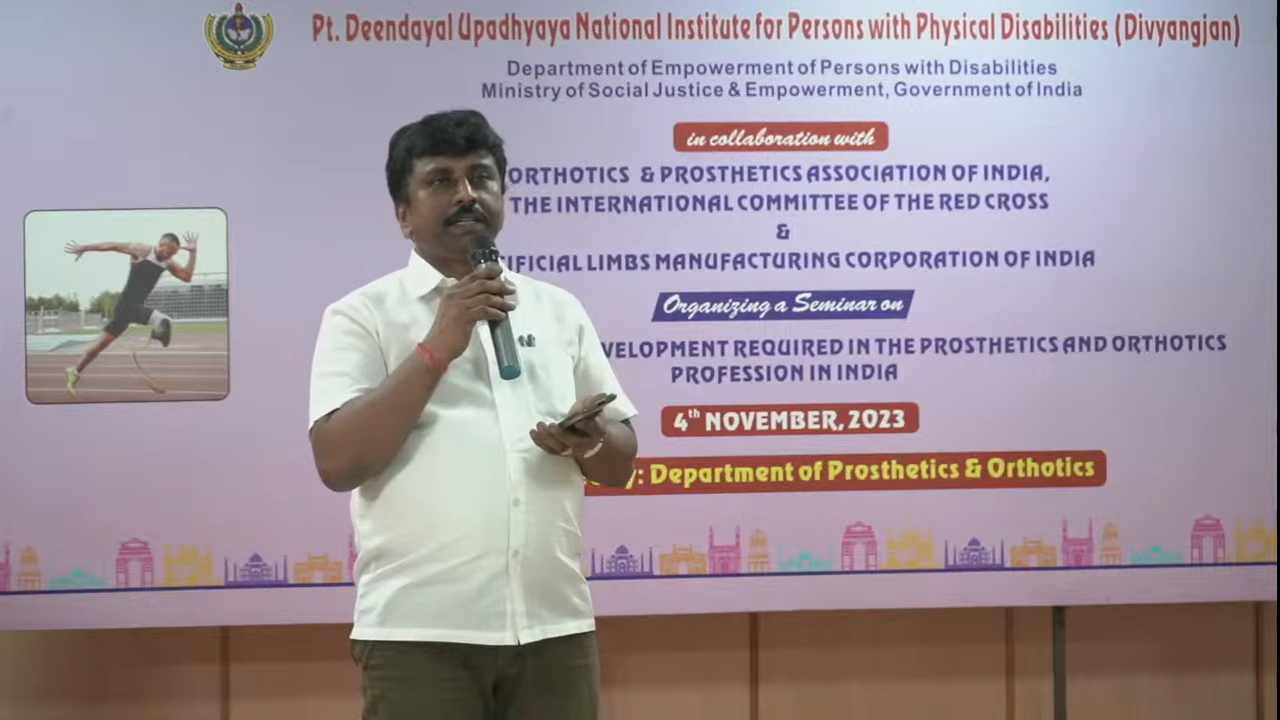 Pt. Deendayal Upadhyaya National Institute for Persons with Physical Disabilities (Divyangjan)
Department of Empowerment of Persons with Disabilities
Ministry of Social Justice & Empowerment, Government of India
in collaboration with
ORTHOTICS & PROSTHETICS ASSOCIATION OF INDIA,
THE INTERNATIONAL COMMITTEE OF THE RED CROSS
&
IFICIAL LIMBS MANUFACTURING CORPORATION OF INDIA
Organizing a Seminar on
VELOPMENT REQUIRED IN THE PROSTHETICS AND ORTHOTICS
PROFESSION IN INDIA
4th NOVEMBER, 2023
y: Department of Prosthetics & Orthotics